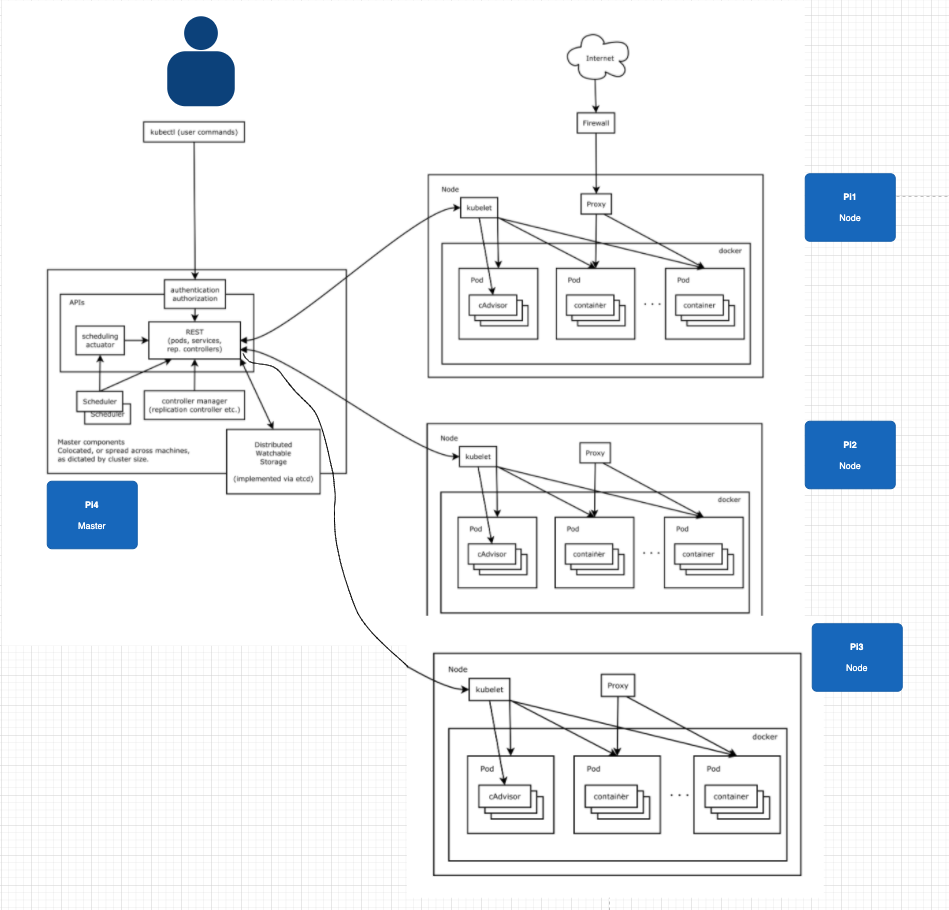 kubectl (user commands)
authentication
authorization
APIs
scheduling
actuator
REST
(pods, services,
rep. controllers)
Scheduler
Scheduler
controller manager
(replication controller etc.)
Master components
Colocated, or spread across machines,
as dictated by cluster size.
Distributed
Watchable
Storage
(implemented via etcd)
Pi4
Master
Internet
Firewall
Node
kubelet
Proxy
docker
Pod
Pod
Pod
cAdvisor
container
. . .
container
Pi1
Node
Node
kubelet
Proxy
docker
Pod
Pod
Pod
cAdvisor
container
. . .
container
Pi2
Node
Node
kubelet
Proxy
docker
Pod
Pod
Pod
cAdvisor
container
. . .
container
Pi3
Node